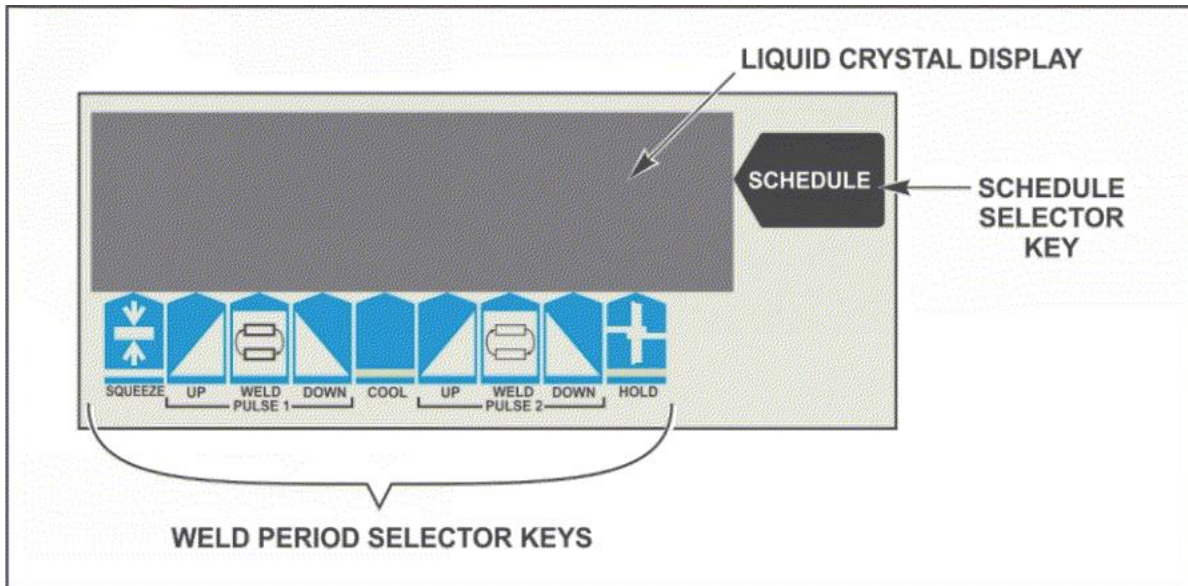 LIQUID CRYSTAL DISPLAY
SCHEDULE
SCHEDULE
SELECTOR
KEY
SQUEEZE UP WELD DOWN COOL UP WELD DOWN HOLD
PULSE 1 PULSE 2
WELD PERIOD SELECTOR KEYS